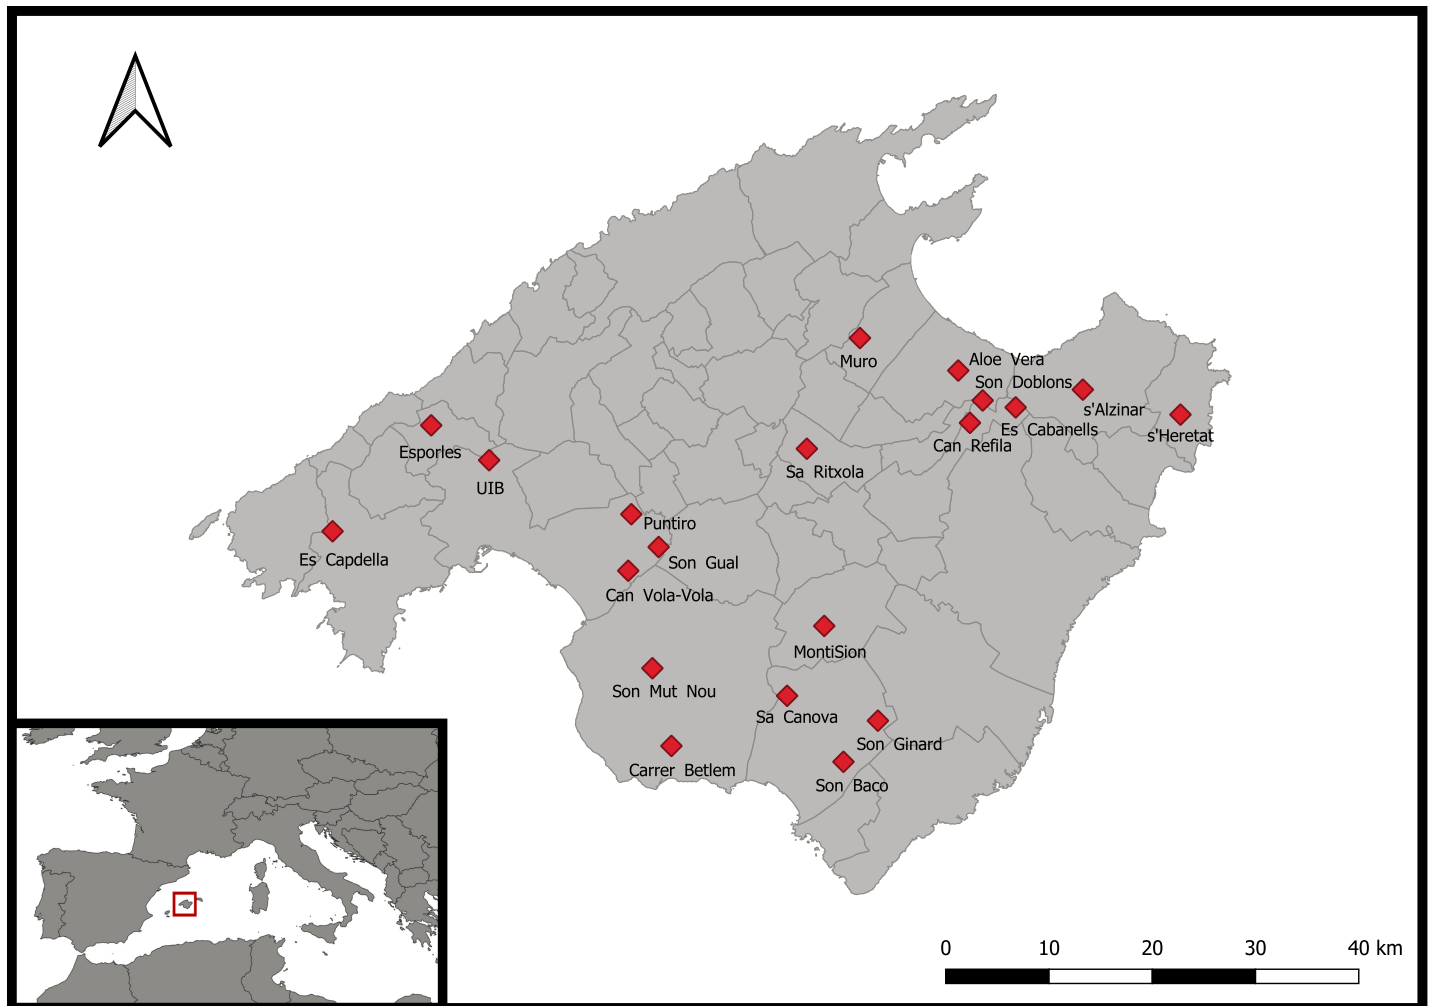 Muro
Aloe Vera
Son Doblons
s'Alzinar
Es Cabanells
s'Heretat
Can Refila
Esporles
Sa Ritxola
UIB
Puntiro
Es Capdella
Son Gual
Can Vola-Vola
MontiSion
Son Mut Nou
Sa Canova
Son Ginard
Carrer Betlem
Son Baco
0 10 20 30 40 km